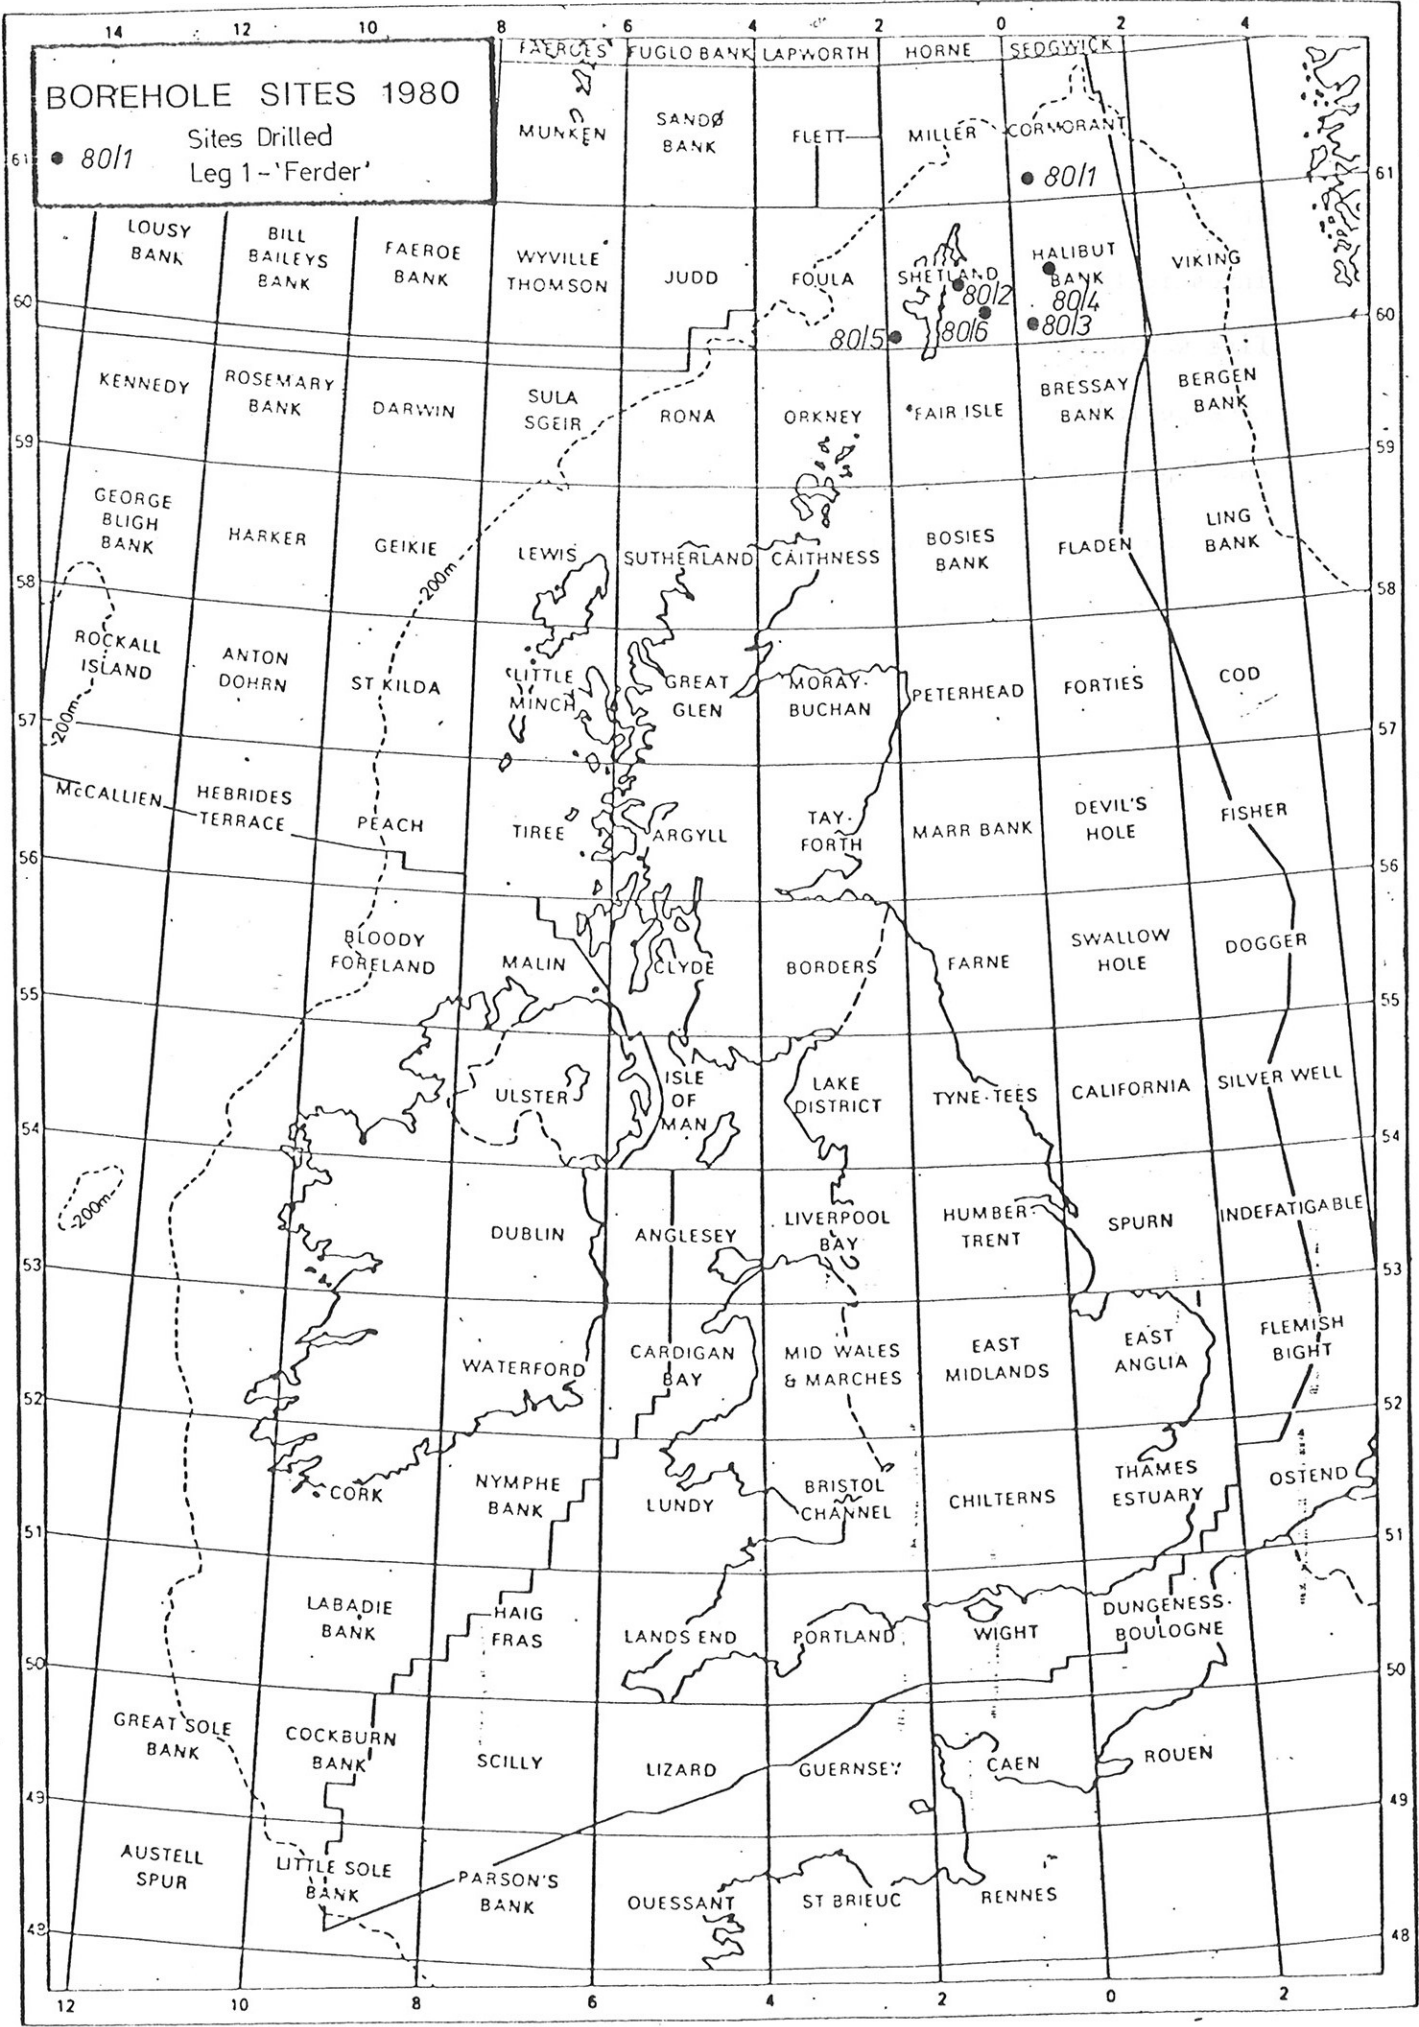 14 12 10 8 6 4 2 0 2 4
FAEROES FUGLO BANK LAPWORTH HORNE SEDGWICK
BOREHOLE SITES 1980
Sites Drilled
80/1
Leg 1-'Ferder'
MUNKEN
SANDØ
BANK
FLETT
MILLER
CORMORANT
61
80/1
61
LOUSY
BANK
BILL
BAILEYS
BANK
FAEROE
BANK
WYVILLE
THOMSON
JUDD
FOULA
SHETLAND
HALIBUT
BANK
VIKING
80/2
80/4
80/5
80/6
80/3
60
60
KENNEDY
ROSEMARY
BANK
DARWIN
SULA
SGEIR
RONA
ORKNEY
FAIR ISLE
BRESSAY
BANK
BERGEN
BANK
59
59
GEORGE
BLIGH
BANK
HARKER
GEIKIE
200m
LEWIS
SUTHERLAND
CAITHNESS
BOSIES
BANK
FLADEN
LING
BANK
58
58
ROCKALL
ISLAND
200m
ANTON
DOHRN
ST KILDA
LITTLE
MINCH
GREAT
GLEN
MORAY-
BUCHAN
PETERHEAD
FORTIES
COD
57
57
McCALLIEN
HEBRIDES
TERRACE
PEACH
TIREE
ARGYLL
TAY-
FORTH
MARR BANK
DEVIL'S
HOLE
FISHER
56
56
BLOODY
FORELAND
MALIN
CLYDE
BORDERS
FARNE
SWALLOW
HOLE
DOGGER
55
55
ULSTER
ISLE
OF
MAN
LAKE
DISTRICT
TYNE-TEES
CALIFORNIA
SILVER WELL
54
54
200m
DUBLIN
ANGLESEY
LIVERPOOL
BAY
HUMBER-
TRENT
SPURN
INDEFATIGABLE
53
53
WATERFORD
CARDIGAN
BAY
MID WALES
& MARCHES
EAST
MIDLANDS
EAST
ANGLIA
FLEMISH
BIGHT
52
52
CORK
NYMPHE
BANK
LUNDY
BRISTOL
CHANNEL
CHILTERNS
THAMES
ESTUARY
OSTEND
51
51
LABADIE
BANK
HAIG
FRAS
LANDS END
PORTLAND
WIGHT
DUNGENESS-
BOULOGNE
50
50
GREAT SOLE
BANK
COCKBURN
BANK
SCILLY
LIZARD
GUERNSEY
CAEN
ROUEN
49
49
AUSTELL
SPUR
LITTLE SOLE
BANK
PARSON'S
BANK
OUESSANT
ST BRIEUC
RENNES
48
48
12 10 8 6 4 2 0 2